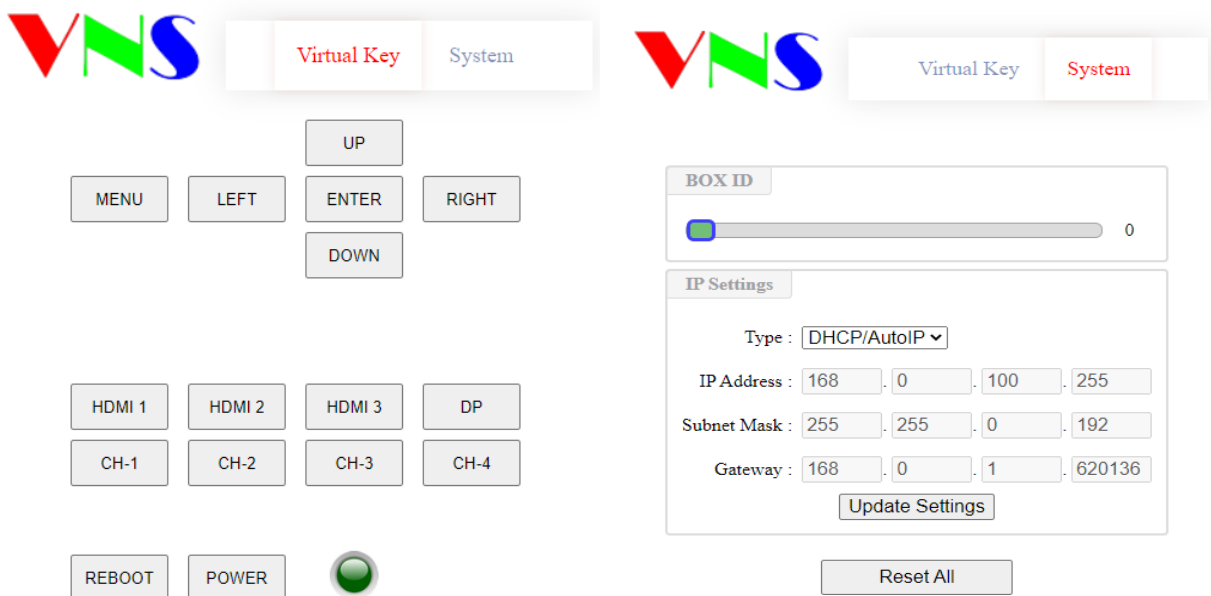 VNS
Virtual Key System
UP
MENU LEFT ENTER RIGHT
DOWN
HDMI 1 HDMI 2 HDMI 3 DP
CH-1 CH-2 CH-3 CH-4
REBOOT POWER
VNS
Virtual Key System
BOX ID
0
IP Settings
Type : DHCP/AutoIP
IP Address : 168 . 0 . 100 . 255
Subnet Mask : 255 . 255 . 0 . 192
Gateway : 168 . 0 . 1 . 620136
Update Settings
Reset All